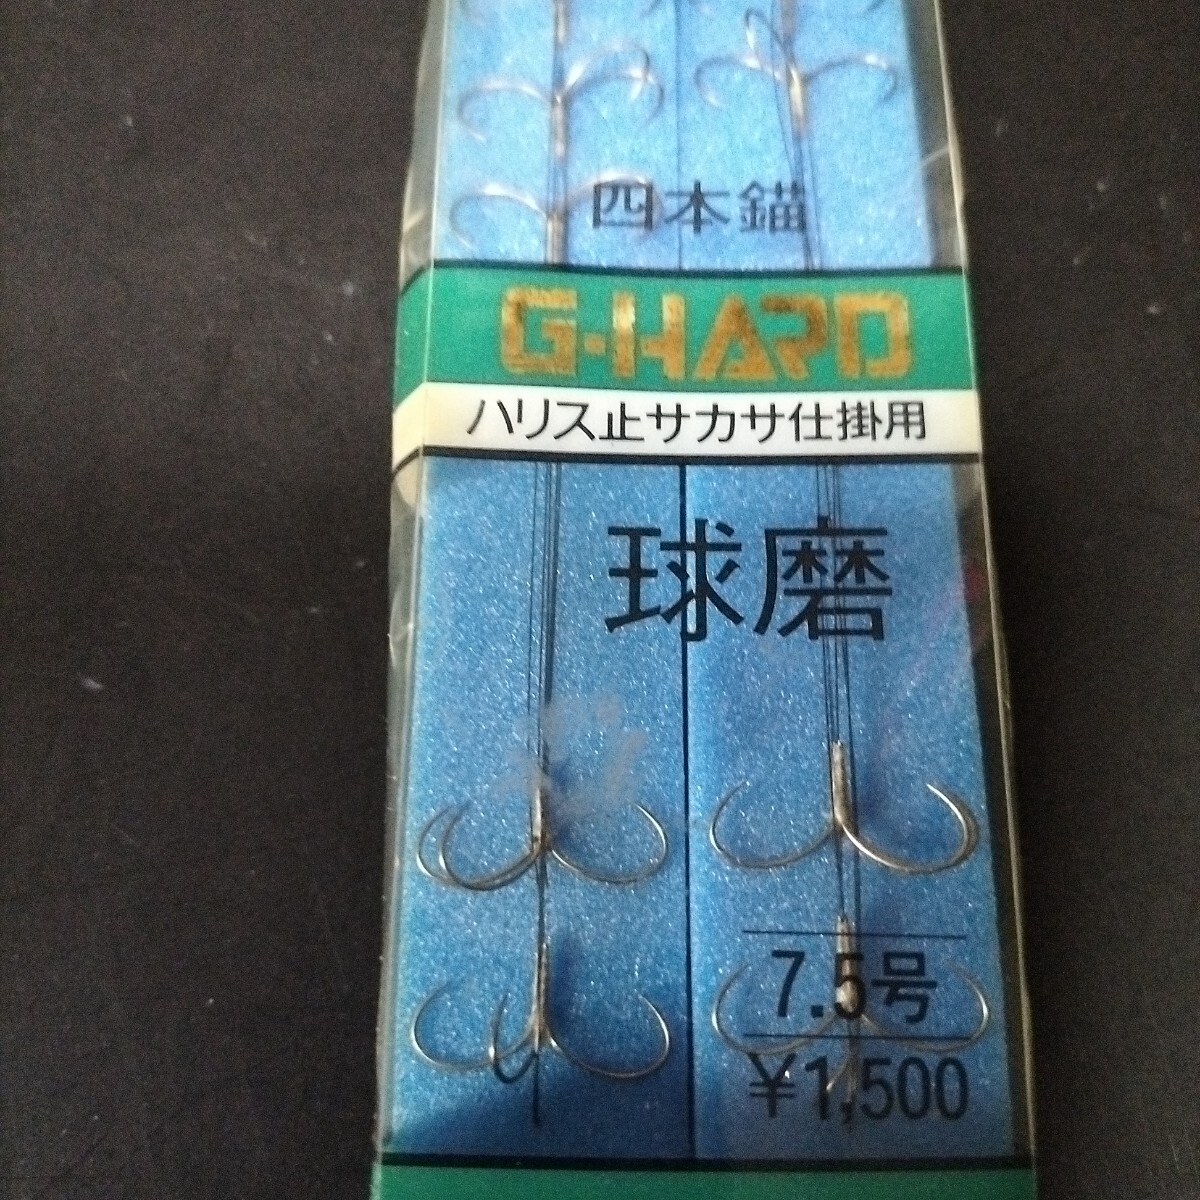 四本錨
G-HARD
ハリス止サカサ仕掛用
球磨
7.5号
¥1,500